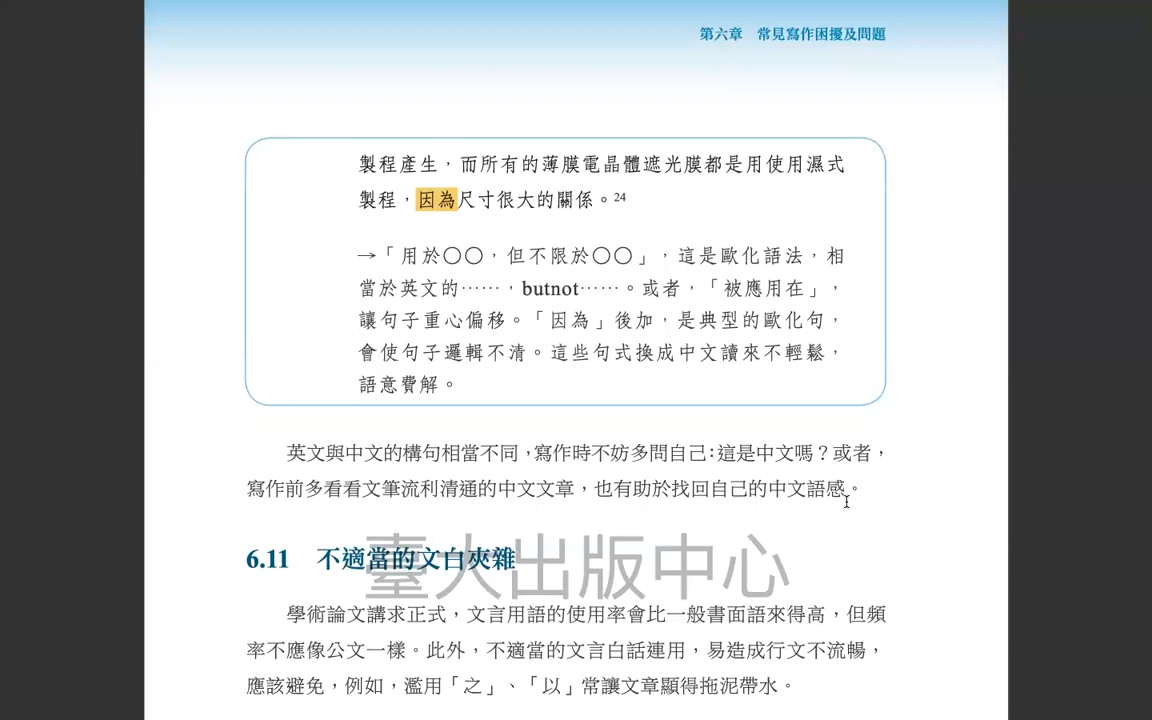 第六章　常見寫作困擾及問題
製程產生，而所有的薄膜電晶體遮光膜都是用使用濕式
製程，因為尺寸很大的關係。24
→「用於〇〇，但不限於〇〇」，這是歐化語法，相
當於英文的……，butnot……。或者，「被應用在」，
讓句子重心偏移。「因為」後加，是典型的歐化句，
會使句子邏輯不清。這些句式換成中文讀來不輕鬆，
語意費解。
英文與中文的構句相當不同，寫作時不妨多問自己：這是中文嗎？或者，
寫作前多看看文筆流利清通的中文文章，也有助於找回自己的中文語感。
6.11　不適當的文白夾雜
臺大出版中心
學術論文講求正式，文言用語的使用率會比一般書面語來得高，但頻
率不應像公文一樣。此外，不適當的文言白話連用，易造成行文不流暢，
應該避免，例如，濫用「之」、「以」常讓文章顯得拖泥帶水。